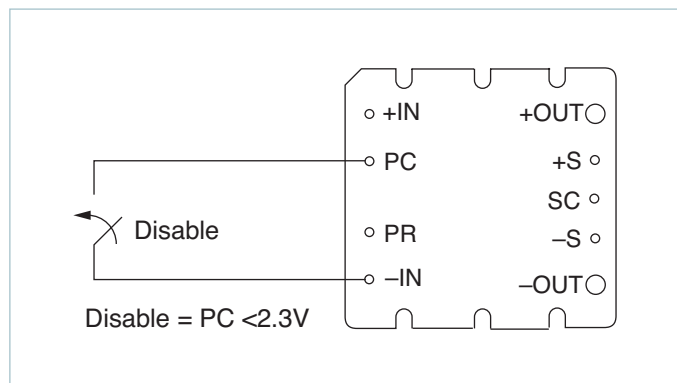 +IN
+OUT
PC
+S
SC
Disable
PR
–S
–IN
–OUT
Disable = PC <2.3V